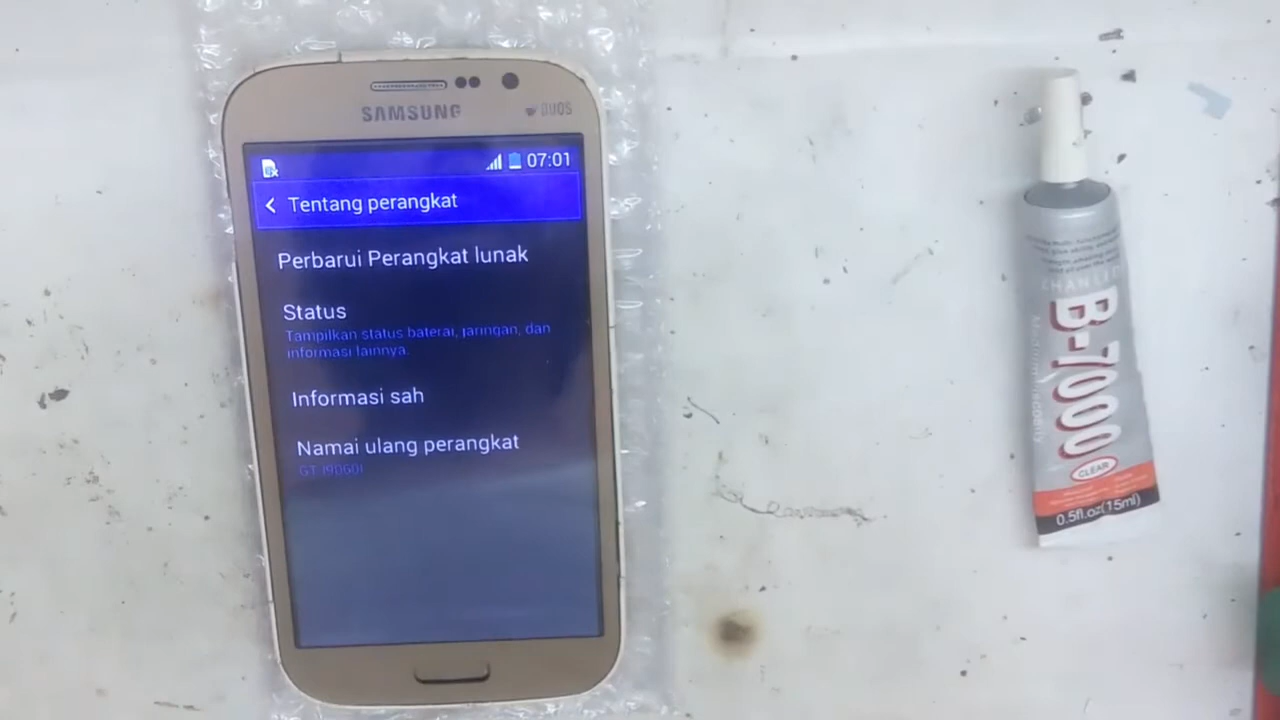 SAMSUNG
DUOS
07:01
Tentang perangkat
Perbarui Perangkat lunak
Status
Tampilkan status baterai, jaringan, dan
informasi lainnya.
Informasi sah
Namai ulang perangkat
GT-I9060I
B-7000
CLEAR
0.5fl.oz(15ml)